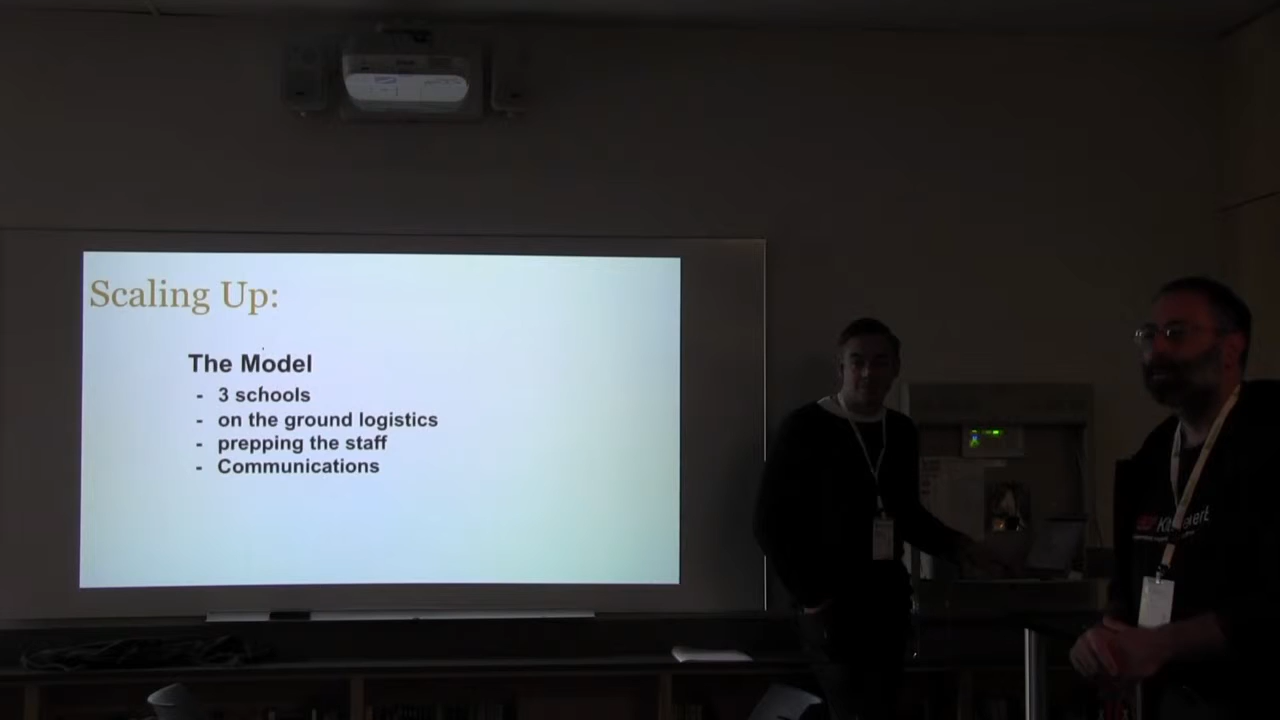 Scaling Up:
The Model
- 3 schools
- on the ground logistics
- prepping the staff
- Communications